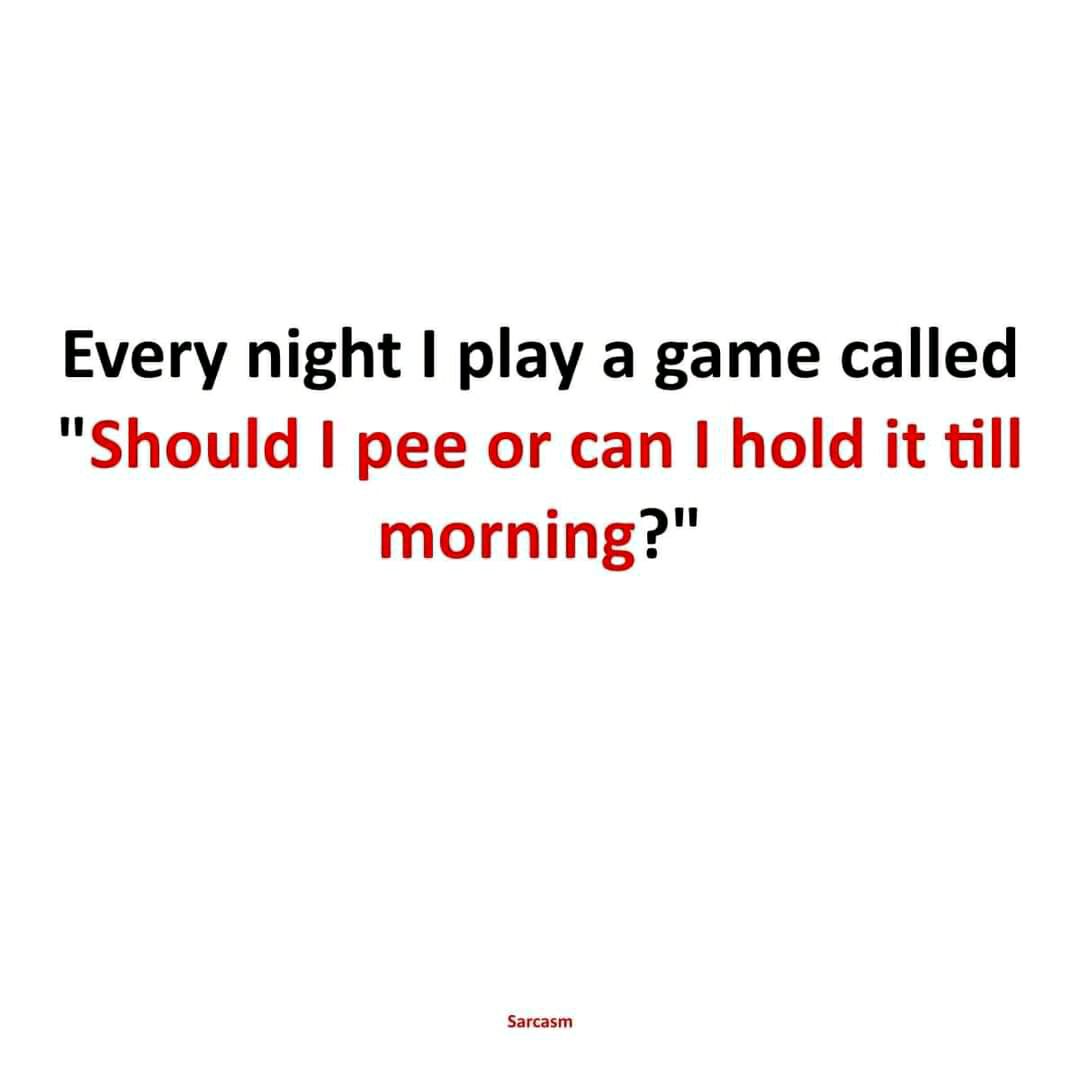 Every night I play a game called
"Should I pee or can I hold it till
morning?"
Sarcasm